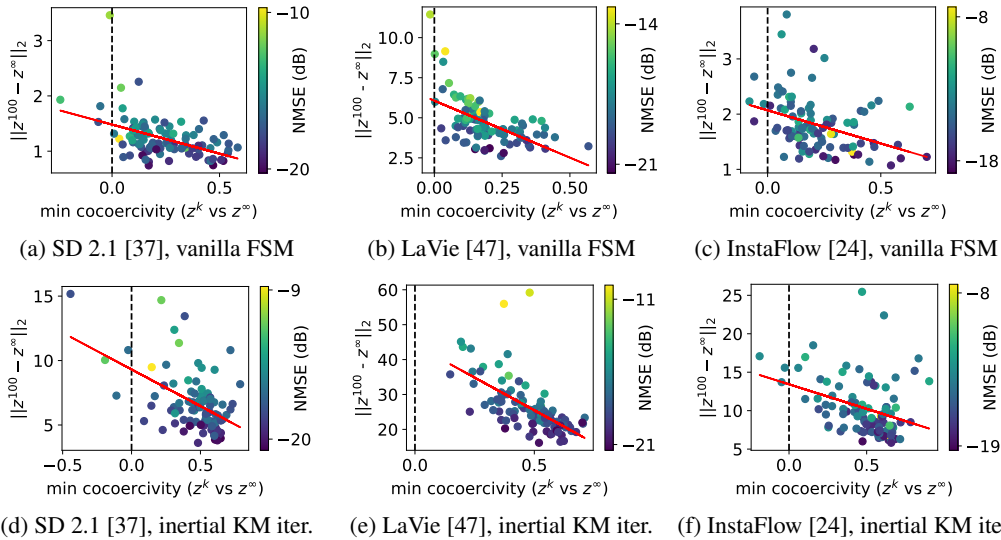 −10
−14
−8
3
2
1
||z^100 − z^∞||_2
10.0
7.5
5.0
2.5
||z^100 - z^∞||_2
4
3
2
1
||z^100 − z^∞||_2
NMSE (dB)
NMSE (dB)
NMSE (dB)
−20
−21
−18
0.0 0.5
0.00 0.25 0.50
0.0 0.5
min cocoercivity (z^k vs z^∞)
min cocoercivity (z^k vs z^∞)
min cocoercivity (z^k vs z^∞)
(a) SD 2.1 [37], vanilla FSM
(b) LaVie [47], vanilla FSM
(c) InstaFlow [24], vanilla FSM
−9
−11
−8
15
10
5
||z^100 − z^∞||_2
60
50
40
30
20
||z^100 - z^∞||_2
25
20
15
10
5
||z^100 − z^∞||_2
NMSE (dB)
NMSE (dB)
NMSE (dB)
−20
−21
−19
−0.5 0.0 0.5
0.0 0.5
0.0 0.5
min cocoercivity (z^k vs z^∞)
min cocoercivity (z^k vs z^∞)
min cocoercivity (z^k vs z^∞)
(d) SD 2.1 [37], inertial KM iter.
(e) LaVie [47], inertial KM iter.
(f) InstaFlow [24], inertial KM ite